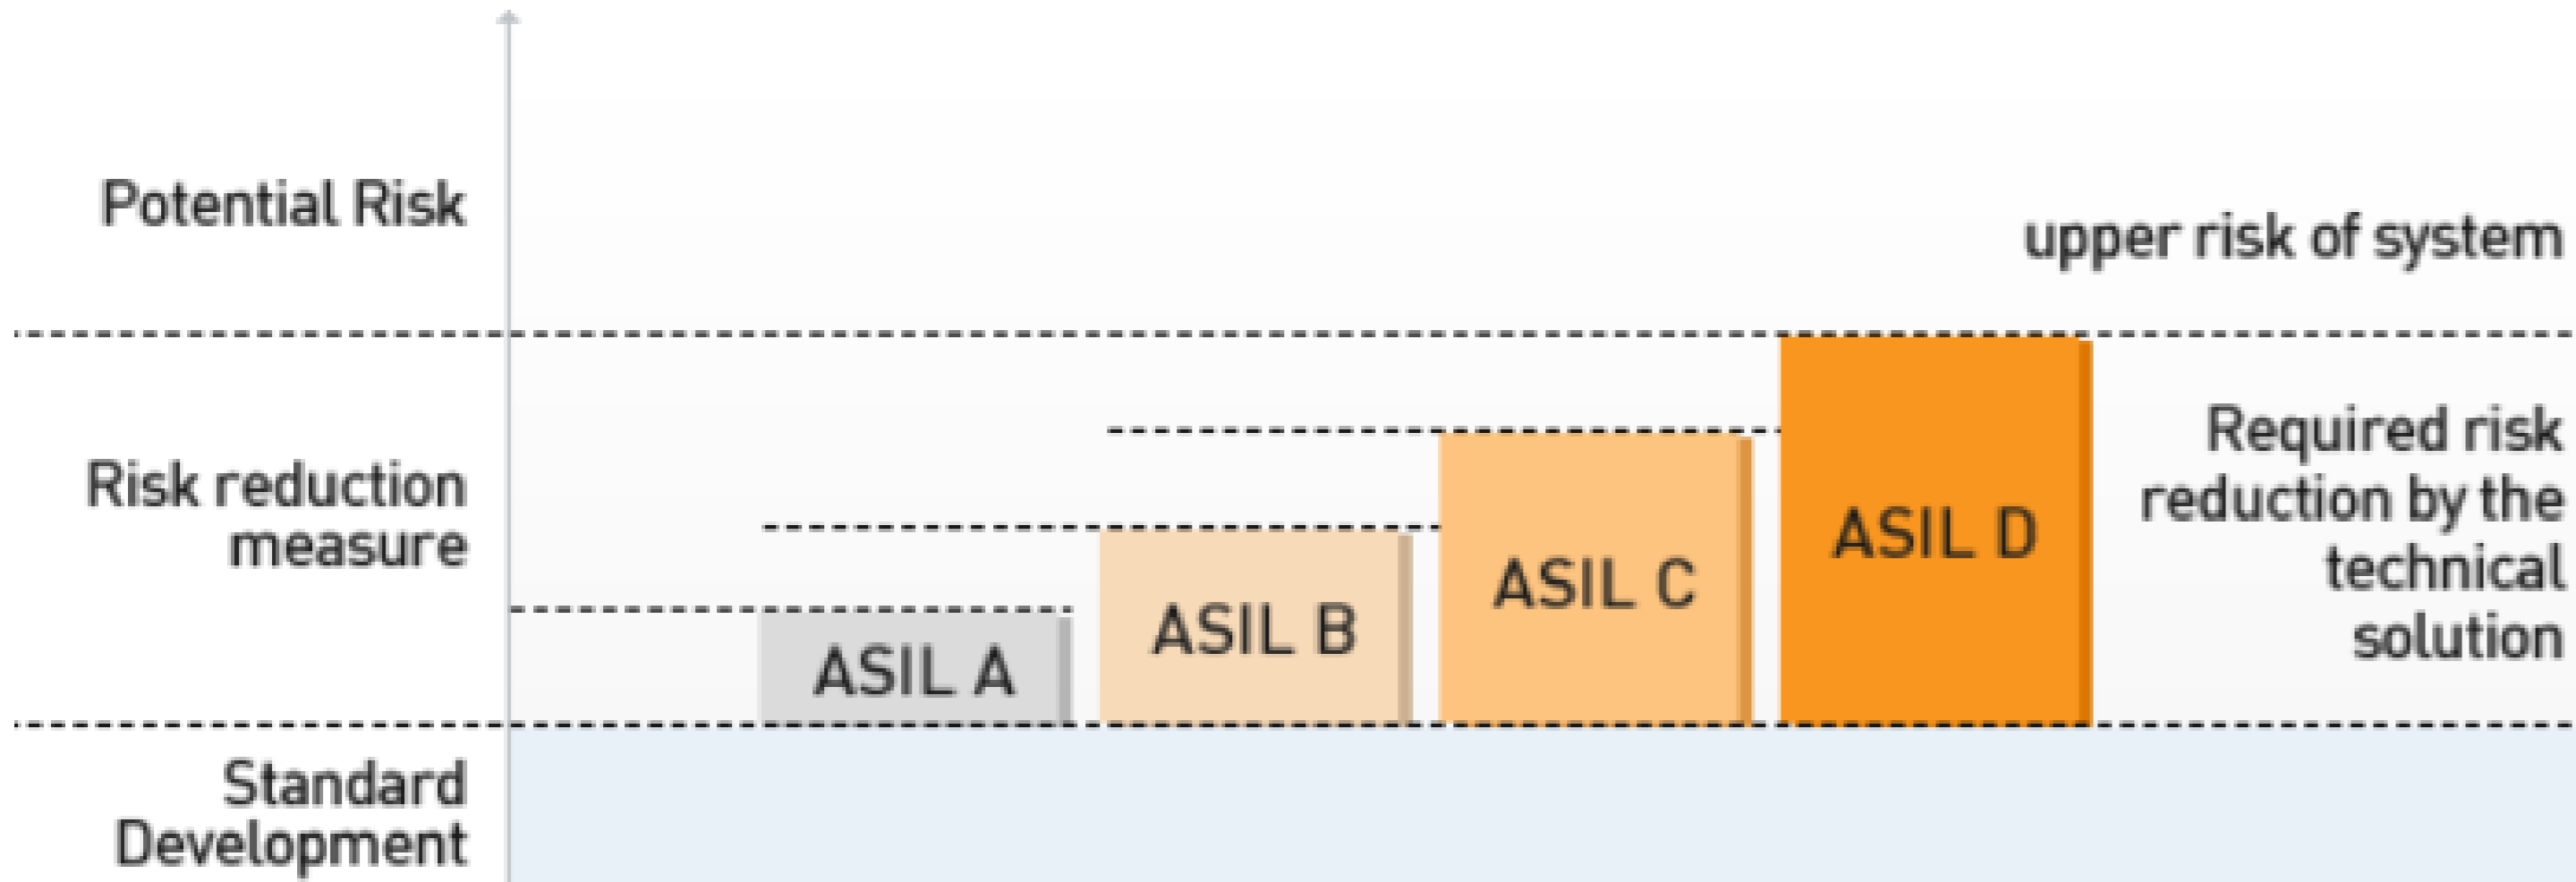 Potential Risk
upper risk of system
Risk reduction
measure
ASIL A
ASIL B
ASIL C
ASIL D
Required risk
reduction by the
technical
solution
Standard
Development